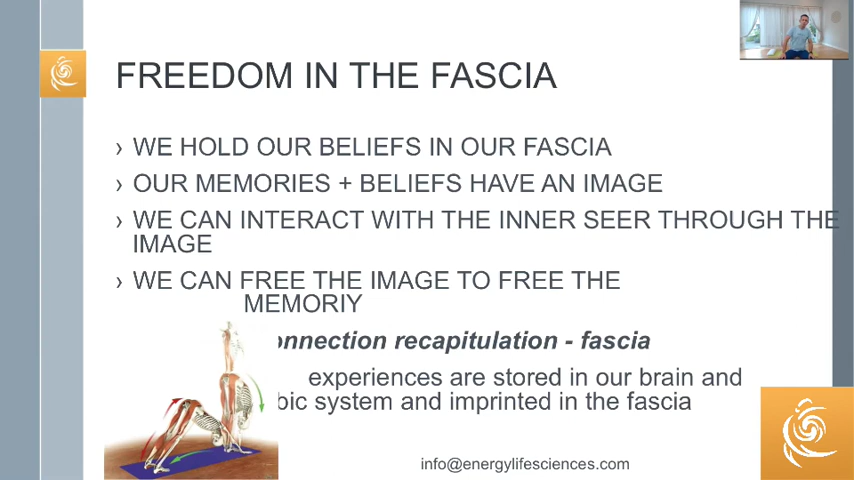 FREEDOM IN THE FASCIA
› WE HOLD OUR BELIEFS IN OUR FASCIA
› OUR MEMORIES + BELIEFS HAVE AN IMAGE
› WE CAN INTERACT WITH THE INNER SEER THROUGH THE
IMAGE
› WE CAN FREE THE IMAGE TO FREE THE
MEMORIY
onnection recapitulation - fascia
experiences are stored in our brain and
bic system and imprinted in the fascia
info@energylifesciences.com